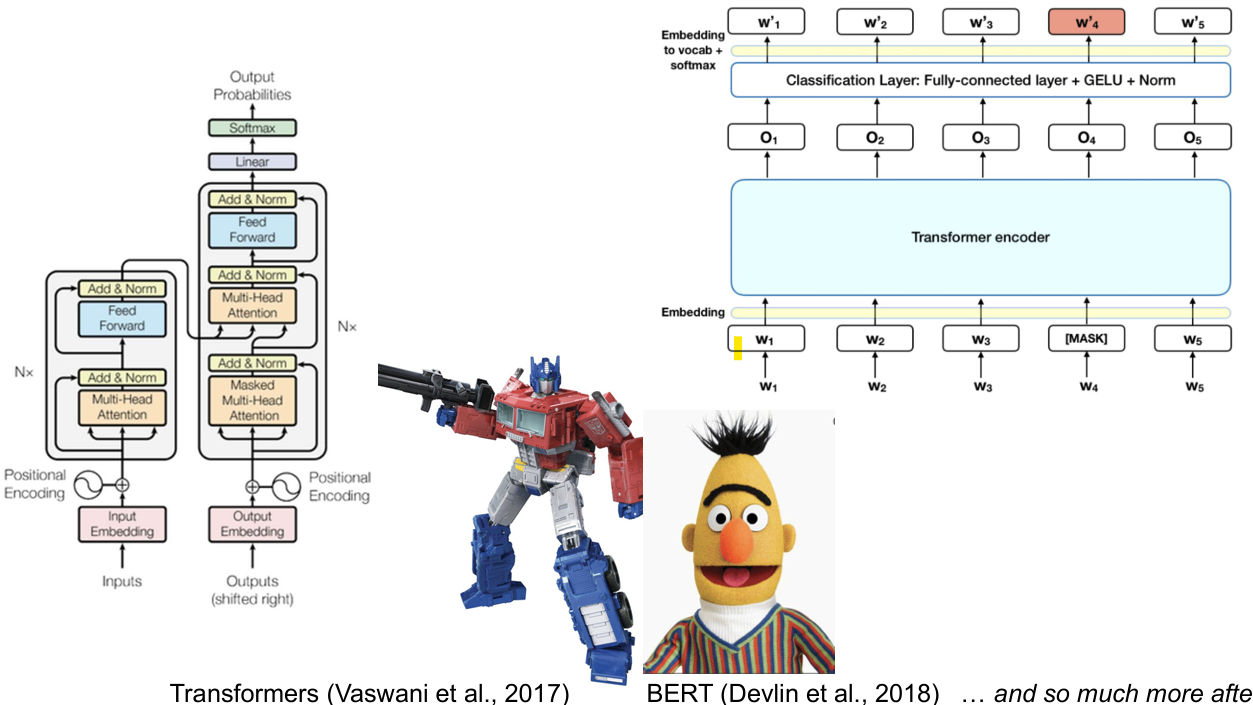 Output
Probabilities
Softmax
Linear
Add & Norm
Feed
Forward
Add & Norm
Multi-Head
Attention
Nx
Add & Norm
Masked
Multi-Head
Attention
Add & Norm
Feed
Forward
Nx
Add & Norm
Multi-Head
Attention
Positional
Encoding
Positional
Encoding
Input
Embedding
Output
Embedding
Inputs
Outputs
(shifted right)
w'1 w'2 w'3 w'4 w'5
Embedding
to vocab +
softmax
Classification Layer: Fully-connected layer + GELU + Norm
O1 O2 O3 O4 O5
Transformer encoder
Embedding
W1 W2 W3 [MASK] W5
W1 W2 W3 W4 W5
Transformers (Vaswani et al., 2017)
BERT (Devlin et al., 2018) … and so much more afte